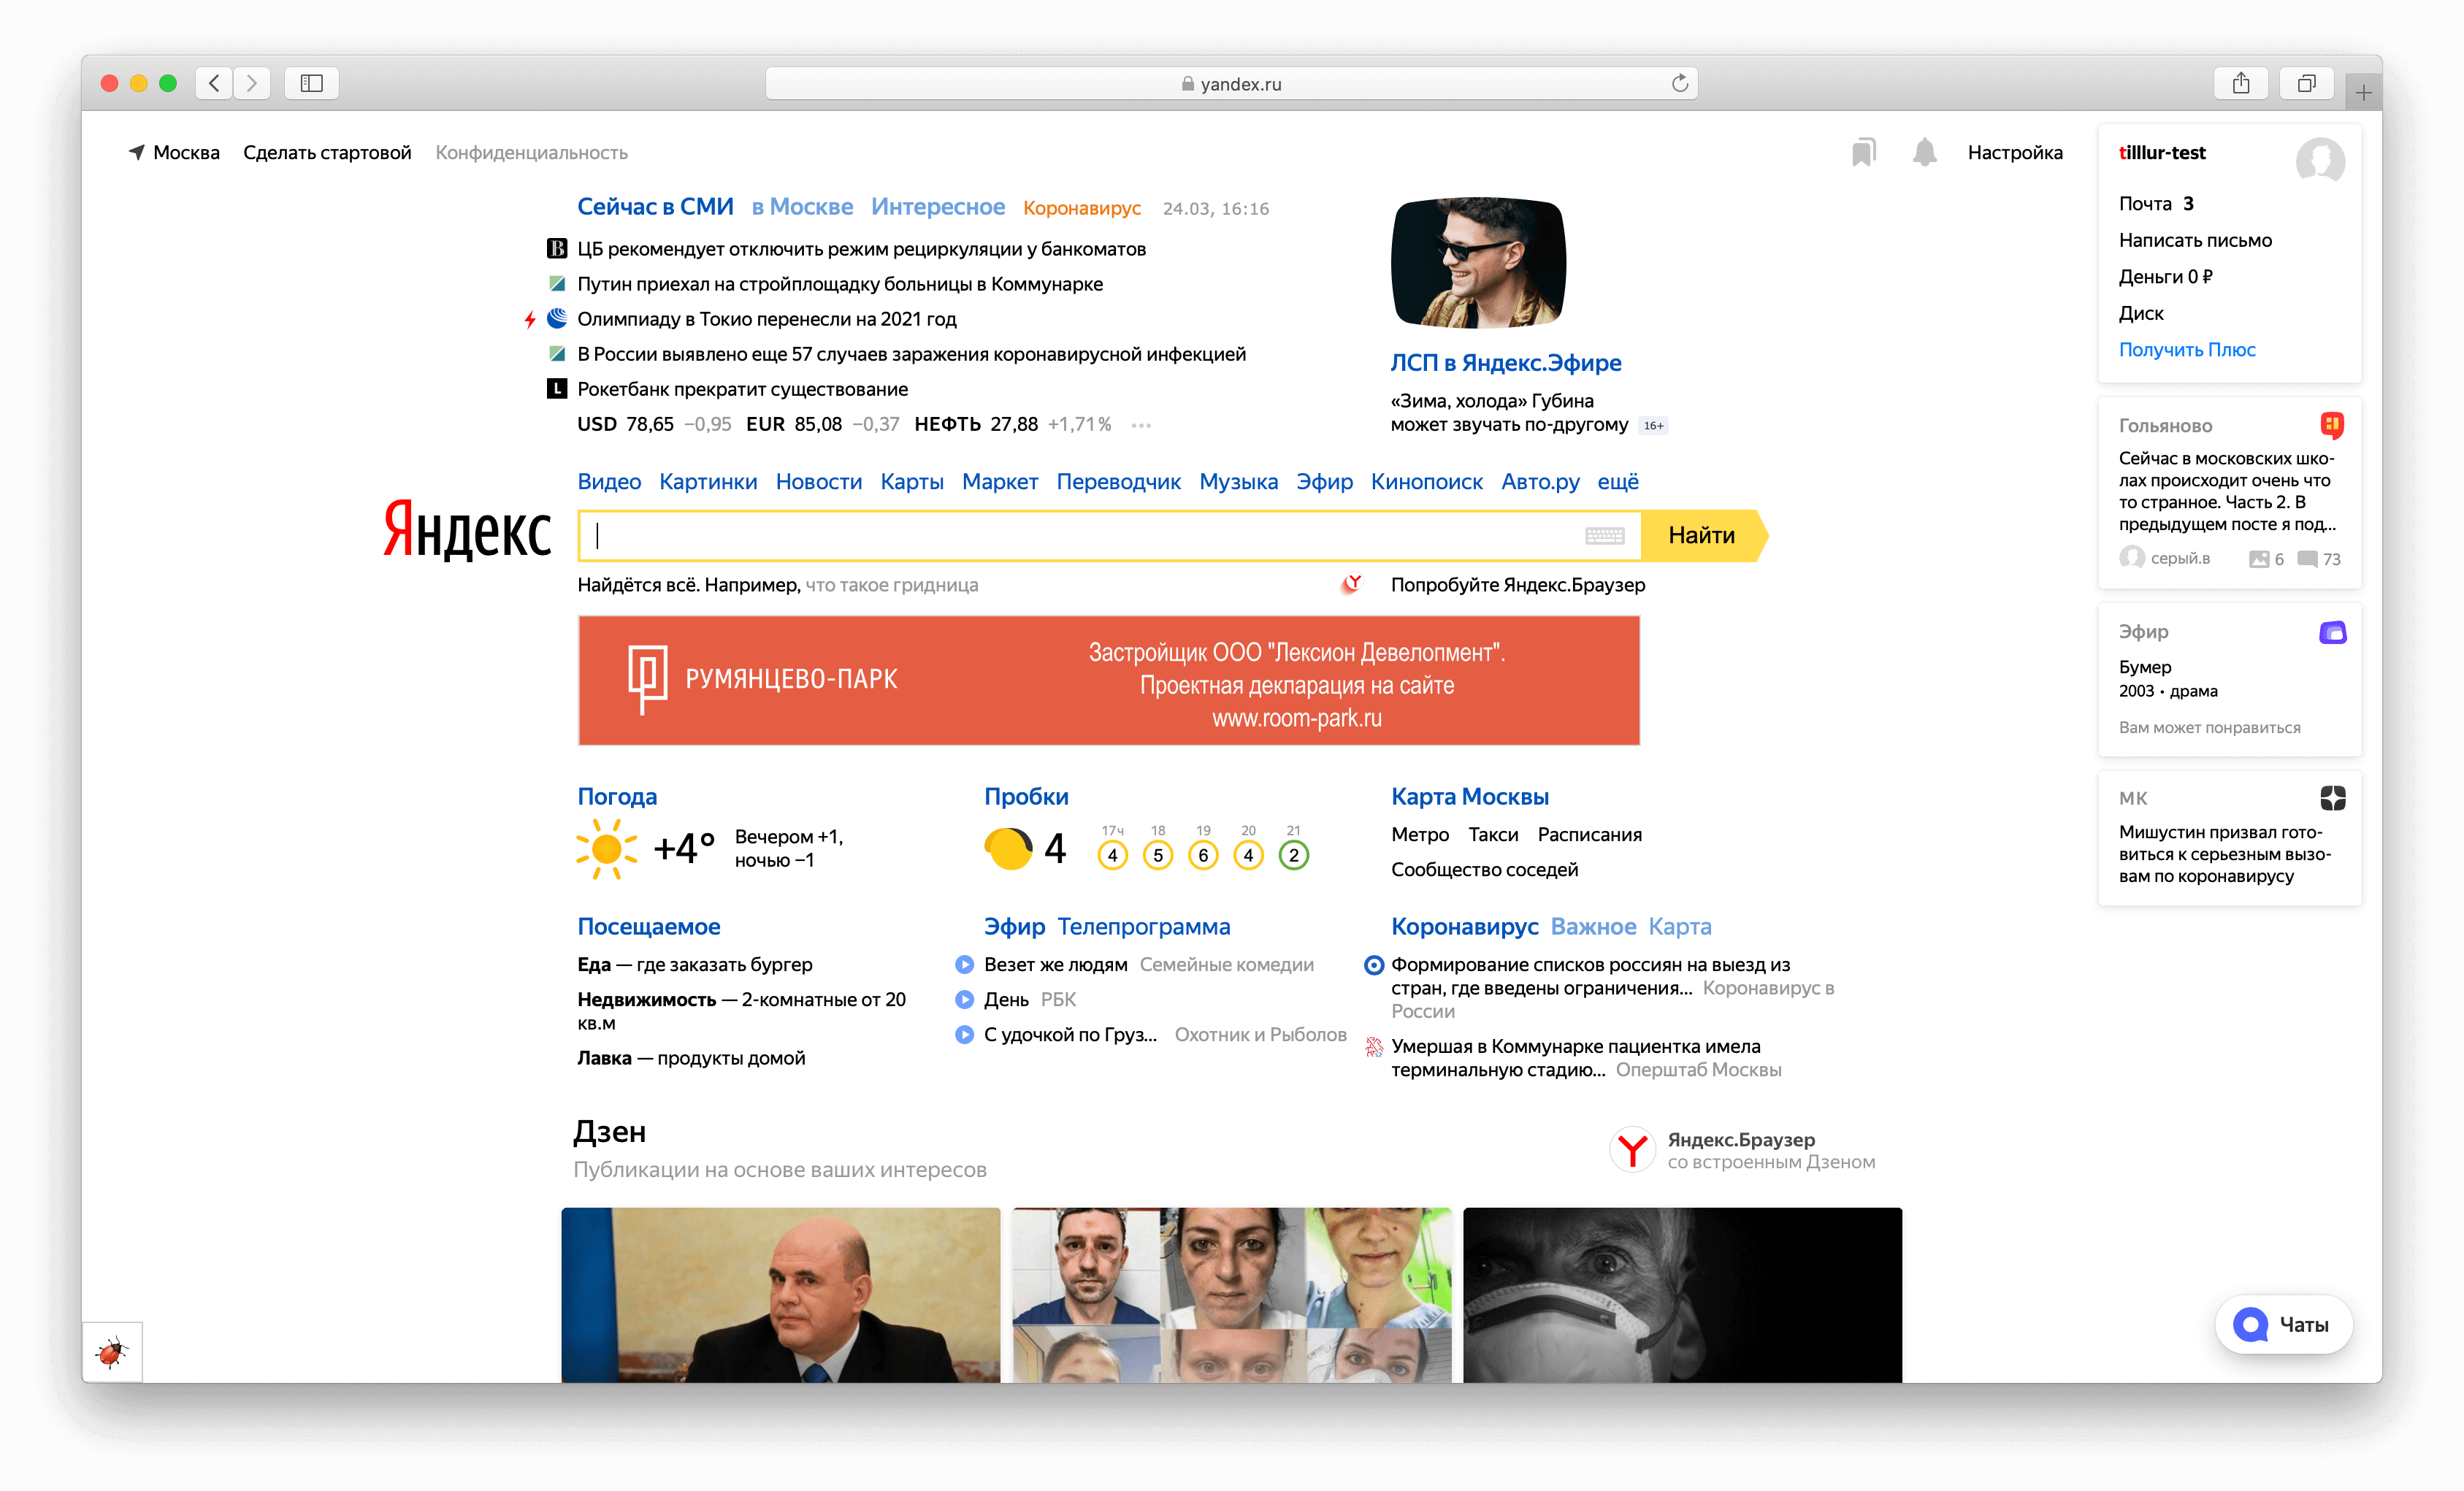 yandex.ru
Москва Сделать стартовой Конфиденциальность
Настройка
Сейчас в СМИ в Москве Интересное Коронавирус 24.03, 16:16
ЦБ рекомендует отключить режим рециркуляции у банкоматов
Путин приехал на стройплощадку больницы в Коммунарке
Олимпиаду в Токио перенесли на 2021 год
В России выявлено еще 57 случаев заражения коронавирусной инфекцией
L Рокетбанк прекратит существование
USD 78,65 −0,95 EUR 85,08 −0,37 НЕФТЬ 27,88 +1,71% •••
ЛСП в Яндекс.Эфире
«Зима, холода» Губина
может звучать по-другому 16+
Видео Картинки Новости Карты Маркет Переводчик Музыка Эфир Кинопоиск Авто.ру ещё
Яндекс
Найти
Найдётся всё. Например, что такое гридница
Попробуйте Яндекс.Браузер
РУМЯНЦЕВО-ПАРК
Застройщик ООО "Лексион Девелопмент".
Проектная декларация на сайте
www.room-park.ru
Погода
+4°
Вечером +1,
ночью −1
Пробки
4
17ч 18 19 20 21
4 5 6 4 2
Карта Москвы
Метро Такси Расписания
Сообщество соседей
Посещаемое
Еда — где заказать бургер
Недвижимость — 2-комнатные от 20
кв.м
Лавка — продукты домой
Эфир Телепрограмма
Везет же людям Семейные комедии
День РБК
С удочкой по Груз... Охотник и Рыболов
Коронавирус Важное Карта
Формирование списков россиян на выезд из
стран, где введены ограничения... Коронавирус в
России
Умершая в Коммунарке пациентка имела
терминальную стадию... Оперштаб Москвы
Дзен
Публикации на основе ваших интересов
Яндекс.Браузер
со встроенным Дзеном
tilllur-test
Почта 3
Написать письмо
Деньги 0 ₽
Диск
Получить Плюс
Гольяново
Сейчас в московских шко-
лах происходит очень что
то странное. Часть 2. В
предыдущем посте я под...
серый.в 6 73
Эфир
Бумер
2003 • драма
Вам может понравиться
МК
Мишустин призвал гото-
виться к серьезным вызо-
вам по коронавирусу
Чаты